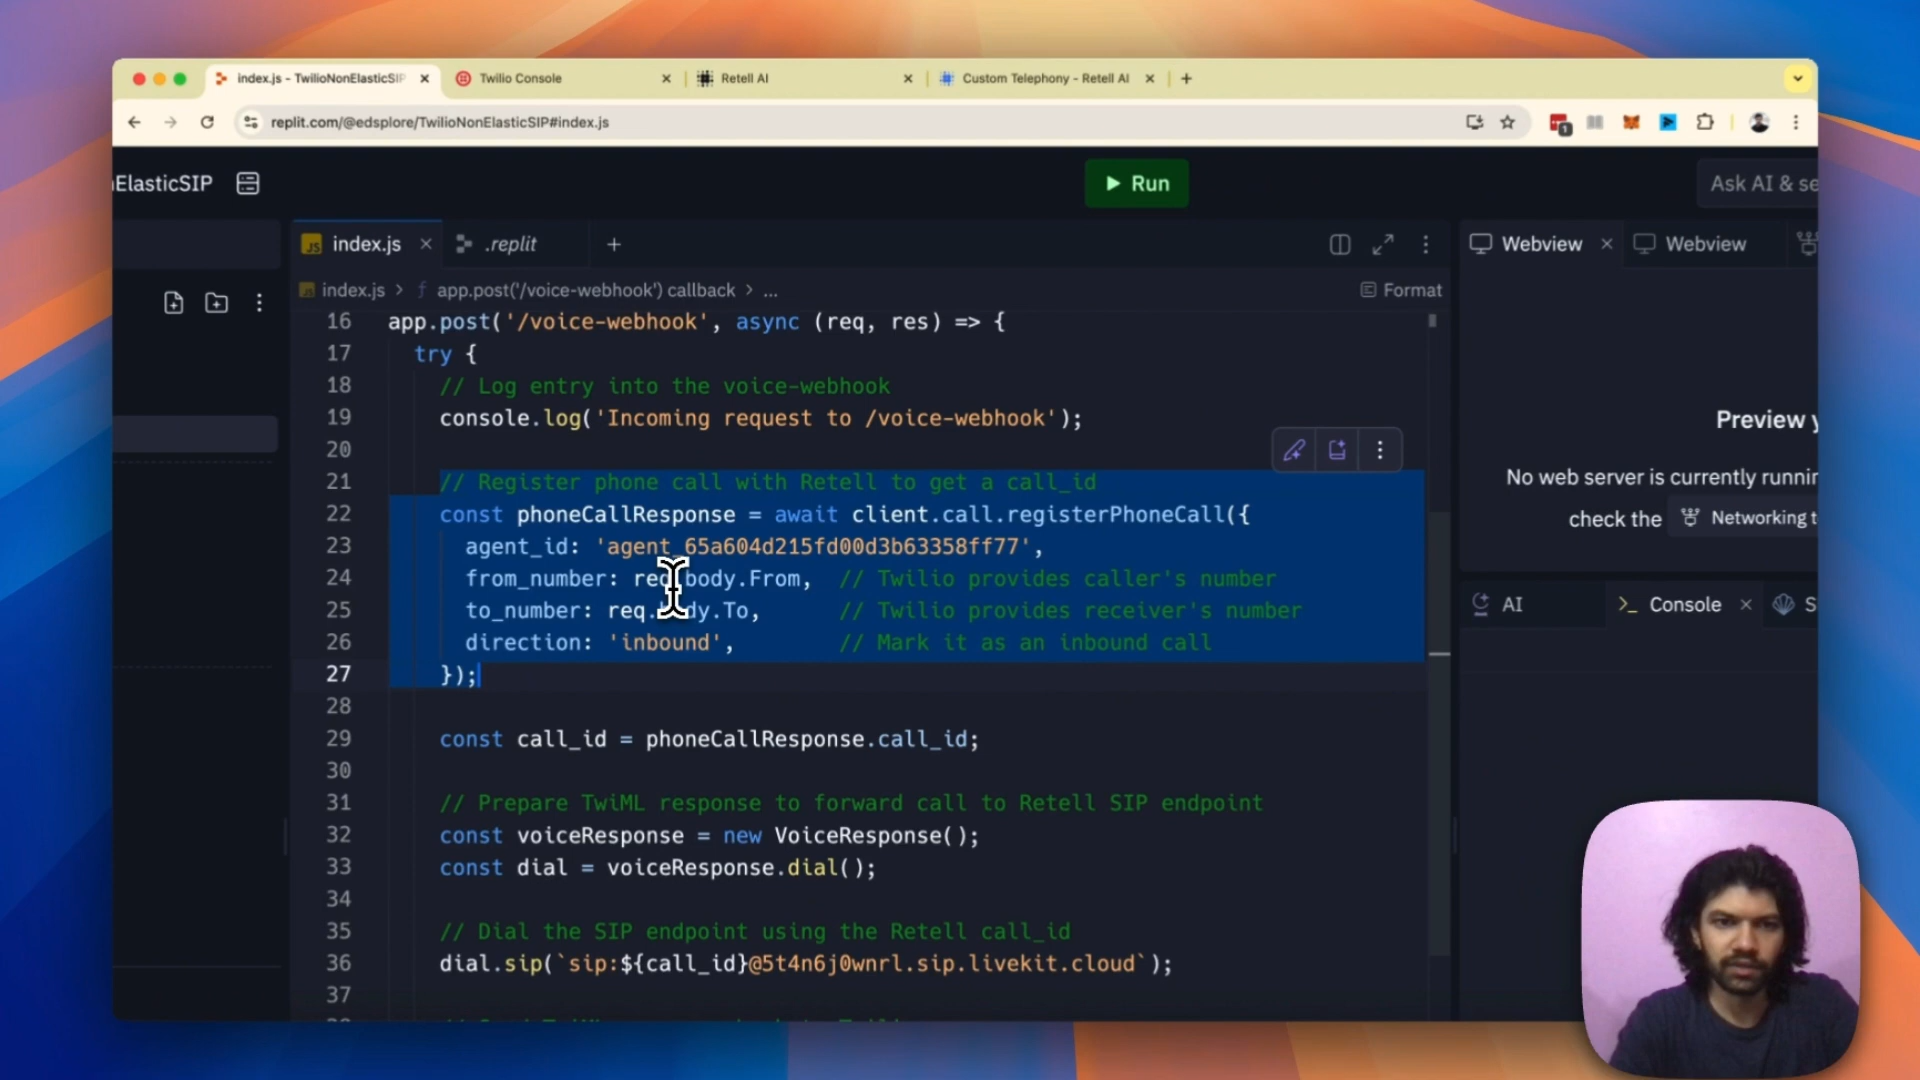 index.js - TwilioNonElasticSIP
Twilio Console
Retell AI
Custom Telephony - Retell AI
replit.com/@edsplore/TwilioNonElasticSIP#index.js
1
ElasticSIP
Run
Ask AI & se
JS index.js
.replit
Webview
Webview
index.js > f app.post('/voice-webhook') callback > ...
Format
16 app.post('/voice-webhook', async (req, res) => {
17 try {
18 // Log entry into the voice-webhook
19 console.log('Incoming request to /voice-webhook');
20
21 // Register phone call with Retell to get a call_id
22 const phoneCallResponse = await client.call.registerPhoneCall({
23 agent_id: 'agent_65a604d215fd00d3b63358ff77',
24 from_number: req.body.From, // Twilio provides caller's number
25 to_number: req.body.To, // Twilio provides receiver's number
26 direction: 'inbound', // Mark it as an inbound call
27 });
28
29 const call_id = phoneCallResponse.call_id;
30
31 // Prepare TwiML response to forward call to Retell SIP endpoint
32 const voiceResponse = new VoiceResponse();
33 const dial = voiceResponse.dial();
34
35 // Dial the SIP endpoint using the Retell call_id
36 dial.sip(`sip:${call_id}@5t4n6j0wnrl.sip.livekit.cloud`);
37
Preview y
No web server is currently runnin
check the Networking t
AI
>_ Console
S